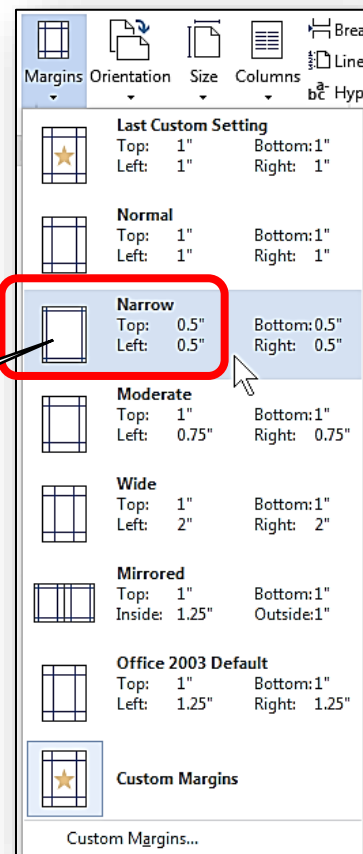 Brea
Line
Margins Orientation Size Columns
bc Hyp
Last Custom Setting
Top: 1" Bottom:1"
Left: 1" Right: 1"
Normal
Top: 1" Bottom:1"
Left: 1" Right: 1"
Narrow
Top: 0.5" Bottom:0.5"
Left: 0.5" Right: 0.5"
Moderate
Top: 1" Bottom:1"
Left: 0.75" Right: 0.75"
Wide
Top: 1" Bottom:1"
Left: 2" Right: 2"
Mirrored
Top: 1" Bottom:1"
Inside: 1.25" Outside:1"
Office 2003 Default
Top: 1" Bottom:1"
Left: 1.25" Right: 1.25"
Custom Margins
Custom Margins...